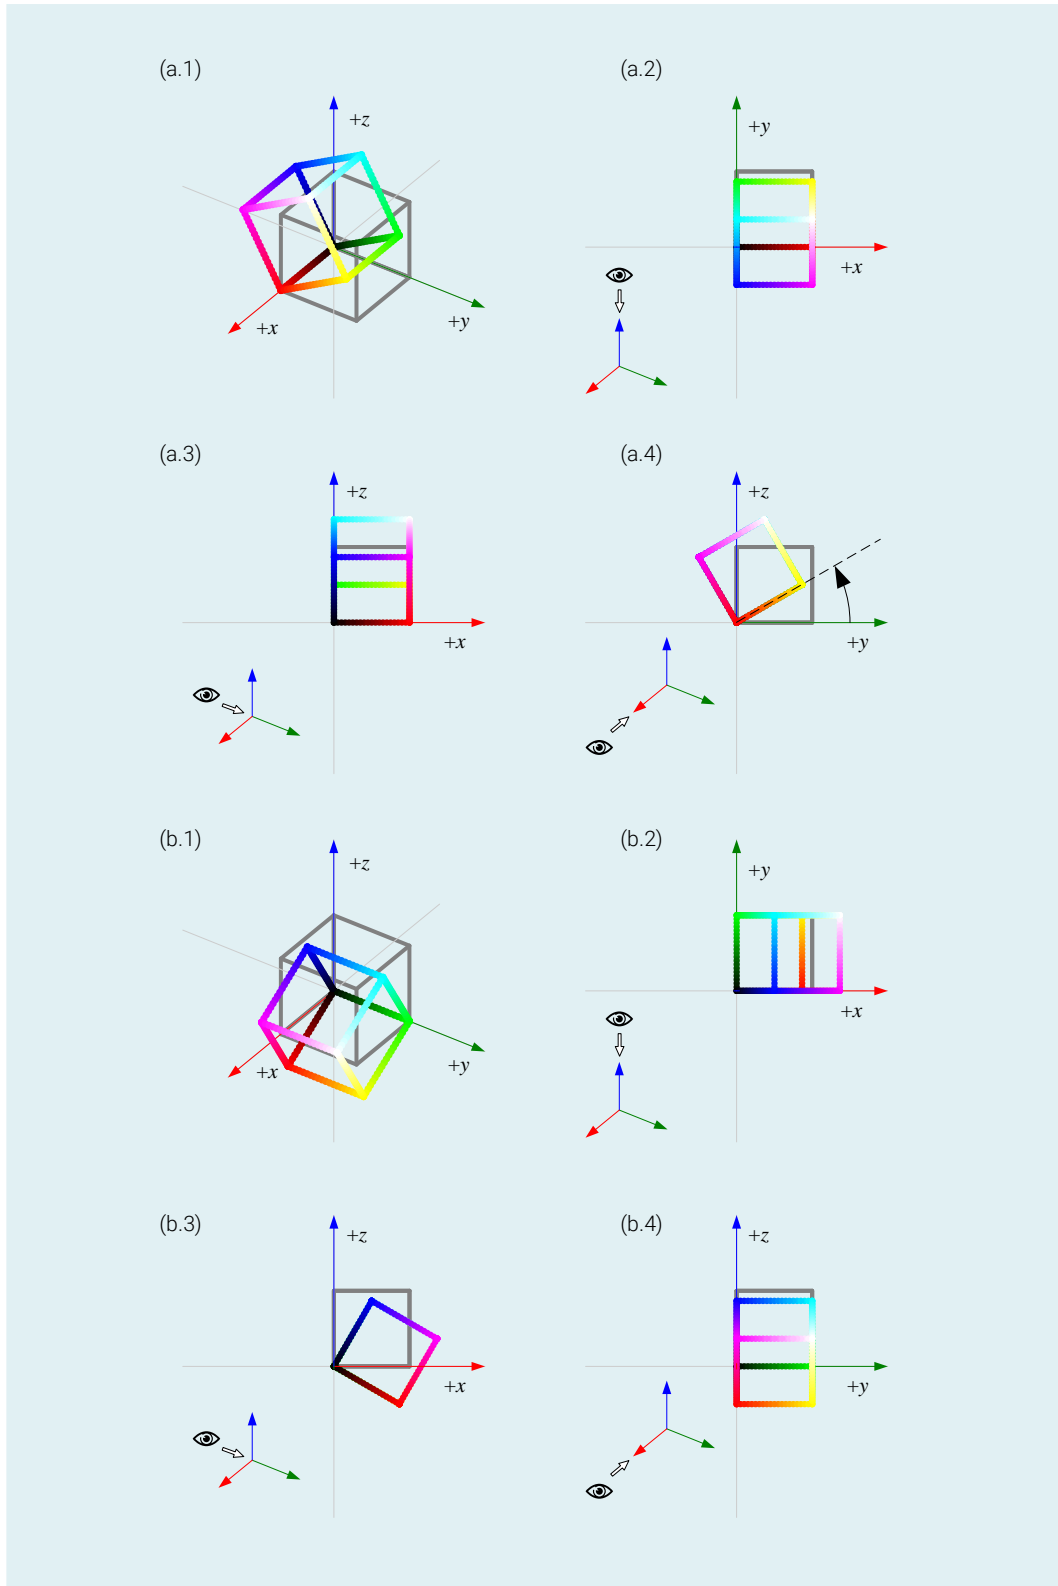 (a.1)
(a.2)
+z
+y
+x
+x
+y
(a.3)
(a.4)
+z
+z
+x
+y
(b.1)
(b.2)
+z
+y
+x
+x
+y
(b.3)
(b.4)
+z
+z
+x
+y